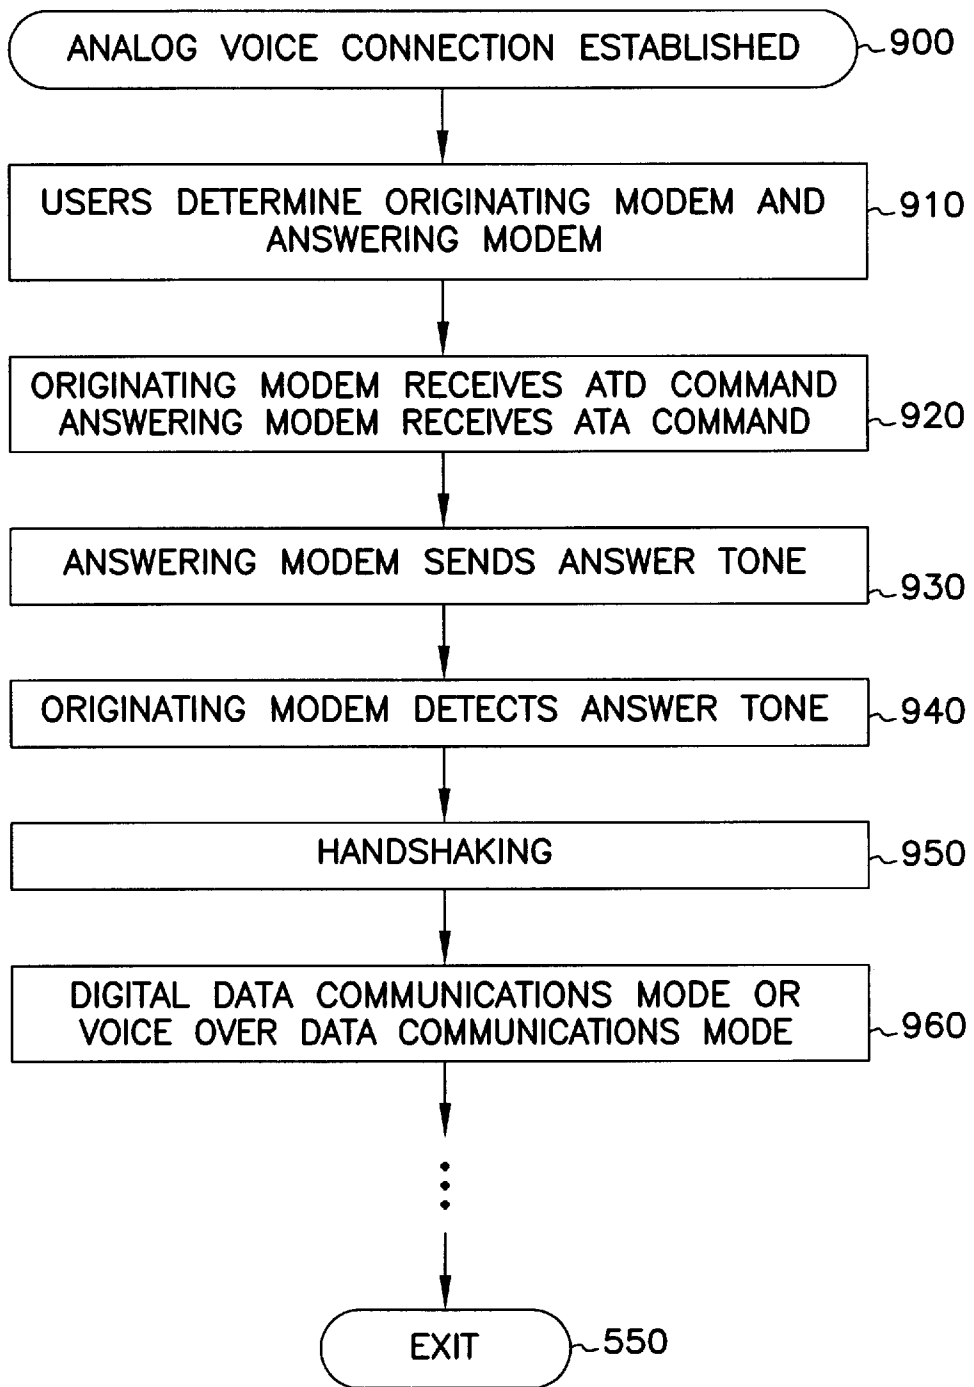 ANALOG VOICE CONNECTION ESTABLISHED
900
USERS DETERMINE ORIGINATING MODEM AND
ANSWERING MODEM
910
ORIGINATING MODEM RECEIVES ATD COMMAND
ANSWERING MODEM RECEIVES ATA COMMAND
920
ANSWERING MODEM SENDS ANSWER TONE
930
ORIGINATING MODEM DETECTS ANSWER TONE
940
HANDSHAKING
950
DIGITAL DATA COMMUNICATIONS MODE OR
VOICE OVER DATA COMMUNICATIONS MODE
960
EXIT
550